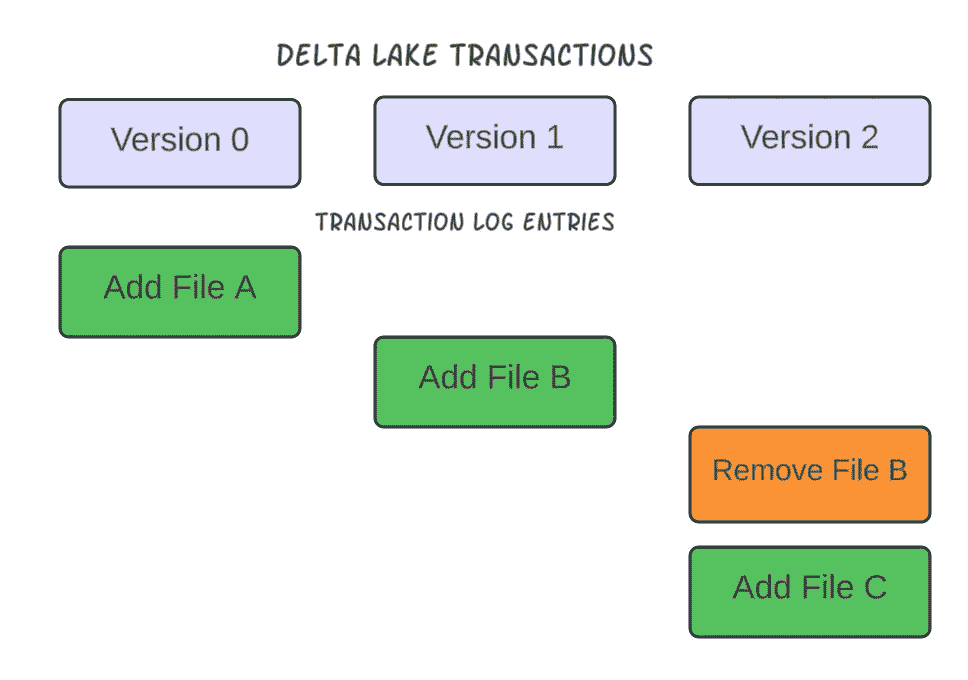 DELTA LAKE TRANSACTIONS
Version 0
Version 1
Version 2
TRANSACTION LOG ENTRIES
Add File A
Add File B
Remove File B
Add File C